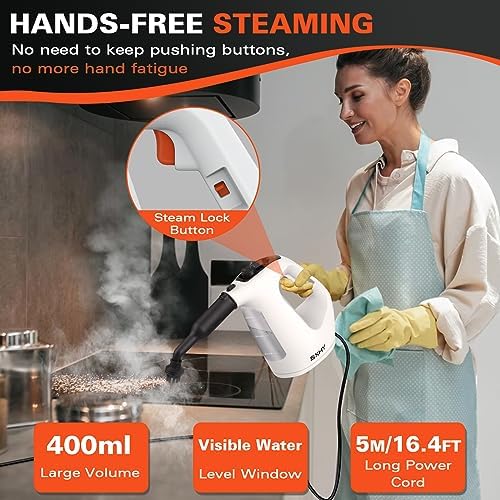 HANDS-FREE STEAMING
No need to keep pushing buttons,
no more hand fatigue
Steam Lock
Button
400ml
Large Volume
Visible Water
Level Window
5M/16.4FT
Long Power
Cord